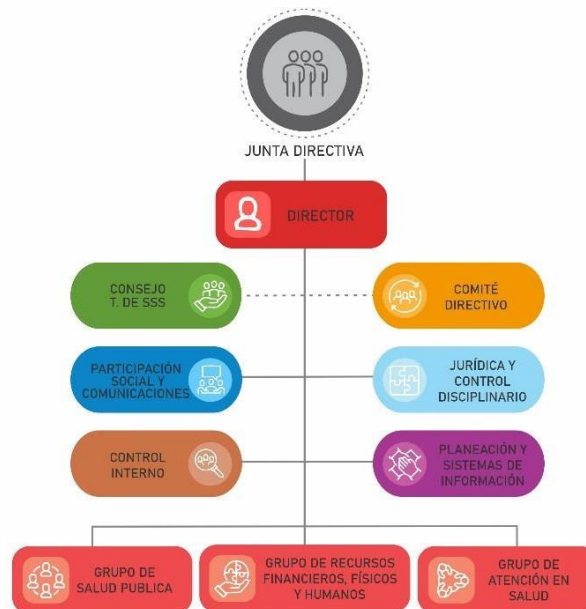 JUNTA DIRECTIVA
DIRECTOR
CONSEJO
T. DE SSS
COMITÉ
DIRECTIVO
PARTICIPACIÓN
SOCIAL Y
COMUNICACIONES
JURÍDICA Y
CONTROL
DISCIPLINARIO
CONTROL
INTERNO
PLANEACIÓN Y
SISTEMAS DE
INFORMACIÓN
GRUPO DE
SALUD PUBLICA
GRUPO DE RECURSOS
FINANCIEROS, FÍSICOS
Y HUMANOS
GRUPO DE
ATENCIÓN EN
SALUD